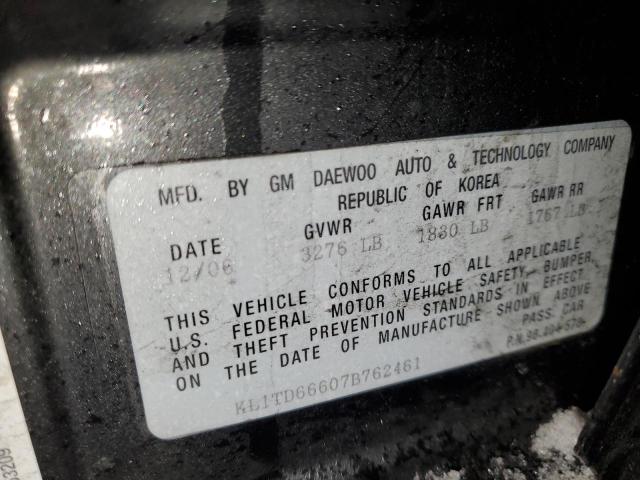 MFD. BY GM DAEWOO AUTO & TECHNOLOGY COMPANY
REPUBLIC OF KOREA
DATE GVWR GAWR FRT GAWR RR
12/06 3276 LB 1830 LB 1767 LB
THIS VEHICLE CONFORMS TO ALL APPLICABLE
U.S. FEDERAL MOTOR VEHICLE SAFETY, BUMPER,
AND THEFT PREVENTION STANDARDS IN EFFECT
ON THE DATE OF MANUFACTURE SHOWN ABOVE
PASS. CAR
KL1TD66607B762461
P.N.